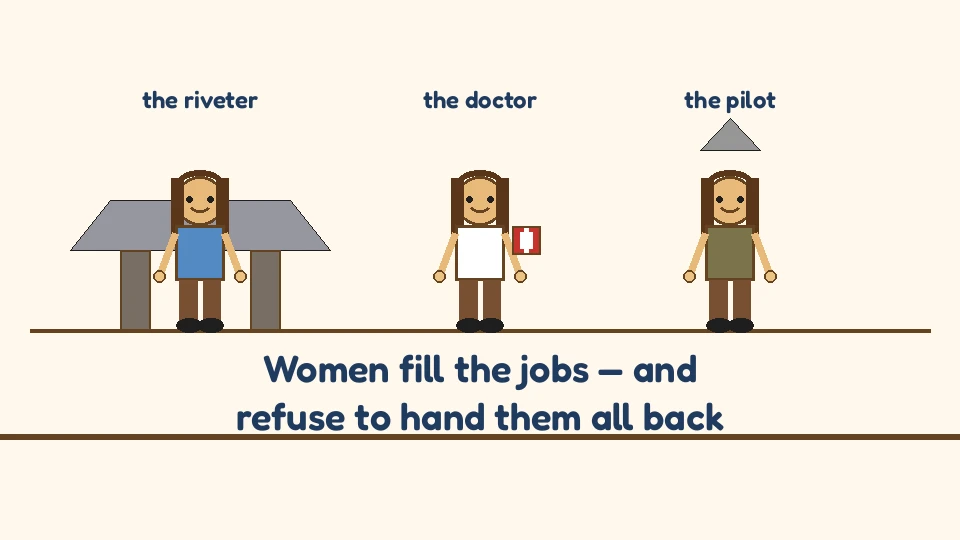 the riveter
the doctor
the pilot
Women fill the jobs – and
refuse to hand them all back